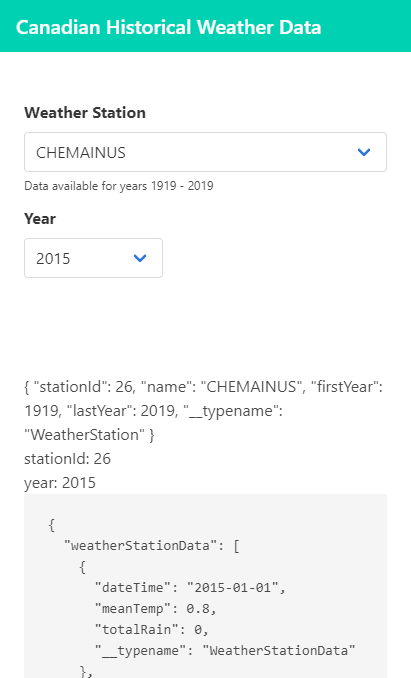 Canadian Historical Weather Data
Weather Station
CHEMAINUS
Data available for years 1919 - 2019
Year
2015
{ "stationId": 26, "name": "CHEMAINUS", "firstYear":
1919, "lastYear": 2019, "__typename":
"WeatherStation" }
stationId: 26
year: 2015
{
"weatherStationData": [
{
"dateTime": "2015-01-01",
"meanTemp": 0.8,
"totalRain": 0,
"__typename": "WeatherStationData"
},